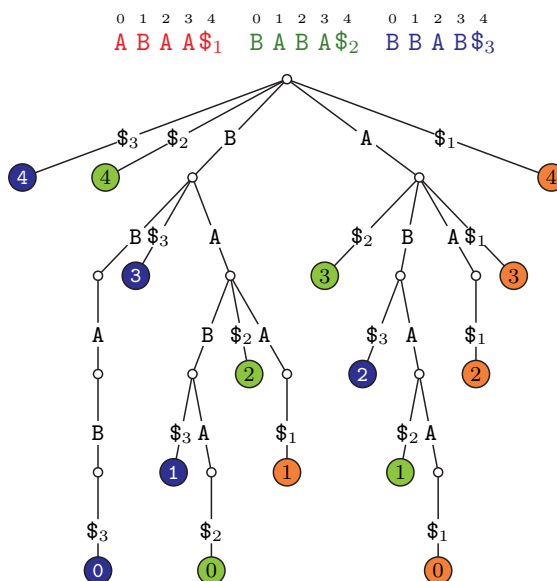 0 1 2 3 4 0 1 2 3 4 0 1 2 3 4
A B A A $1 B A B A $2 B B A B $3
$3 $2 B A $1
4 4 4
B $3 A $2 B A $1
3 3 3
A B $2 A $3 A $1
2 2 2
B $3 A $1 $2 A
1 1 1
$3 $2 $1
0 0 0